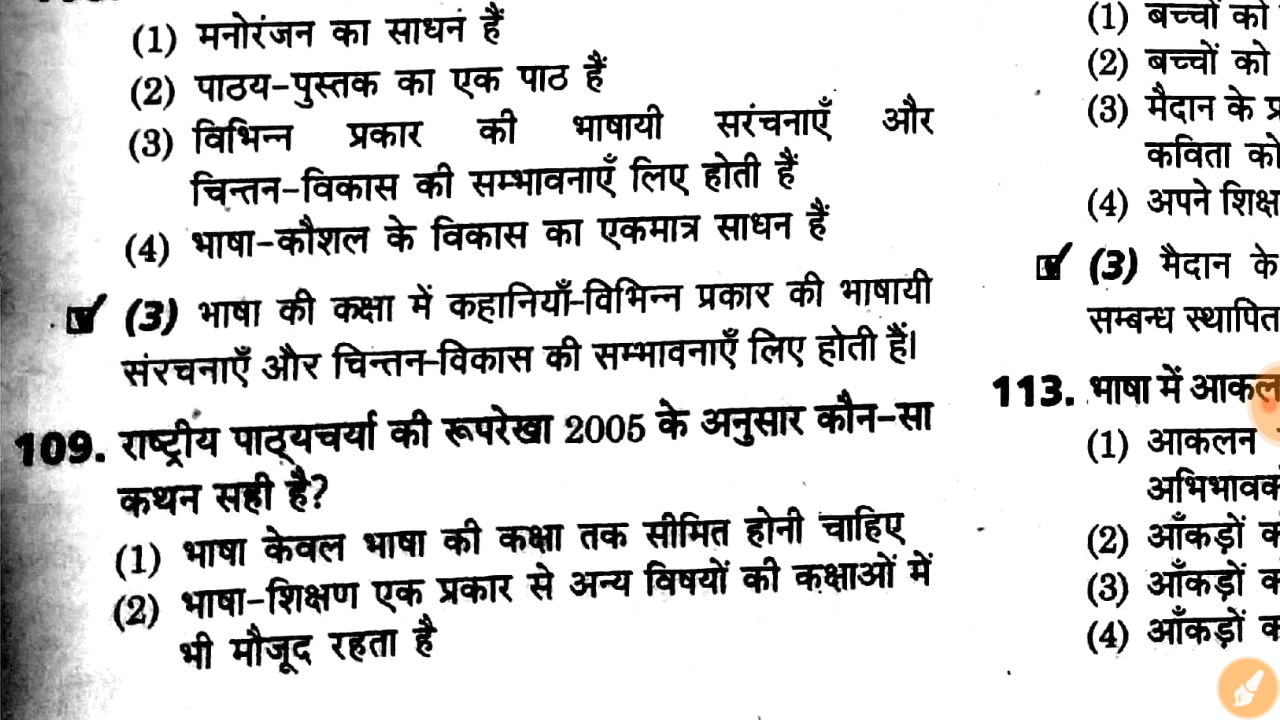 (1) मनोरंजन का साधन हैं
(2) पाठय-पुस्तक का एक पाठ हैं
(3) विभिन्न प्रकार की भाषायी सरंचनाएँ और
चिन्तन-विकास की सम्भावनाएँ लिए होती हैं
(4) भाषा-कौशल के विकास का एकमात्र साधन हैं
(3) भाषा की कक्षा में कहानियाँ-विभिन्न प्रकार की भाषायी
संरचनाएँ और चिन्तन-विकास की सम्भावनाएँ लिए होती हैं।
109. राष्ट्रीय पाठ्यचर्या की रूपरेखा 2005 के अनुसार कौन-सा
कथन सही है?
(1) भाषा केवल भाषा की कक्षा तक सीमित होनी चाहिए
(2) भाषा-शिक्षण एक प्रकार से अन्य विषयों की कक्षाओं में
भी मौजूद रहता है
(1) बच्चों को
(2) बच्चों को
(3) मैदान के
कविता को
(4) अपने
(3) मैदान के
सम्बन्ध स्थापित
113. भाषा में
(1) आकलन
(2) आँकड़ों
(3) आँकड़ों
(4) आँकड़ों